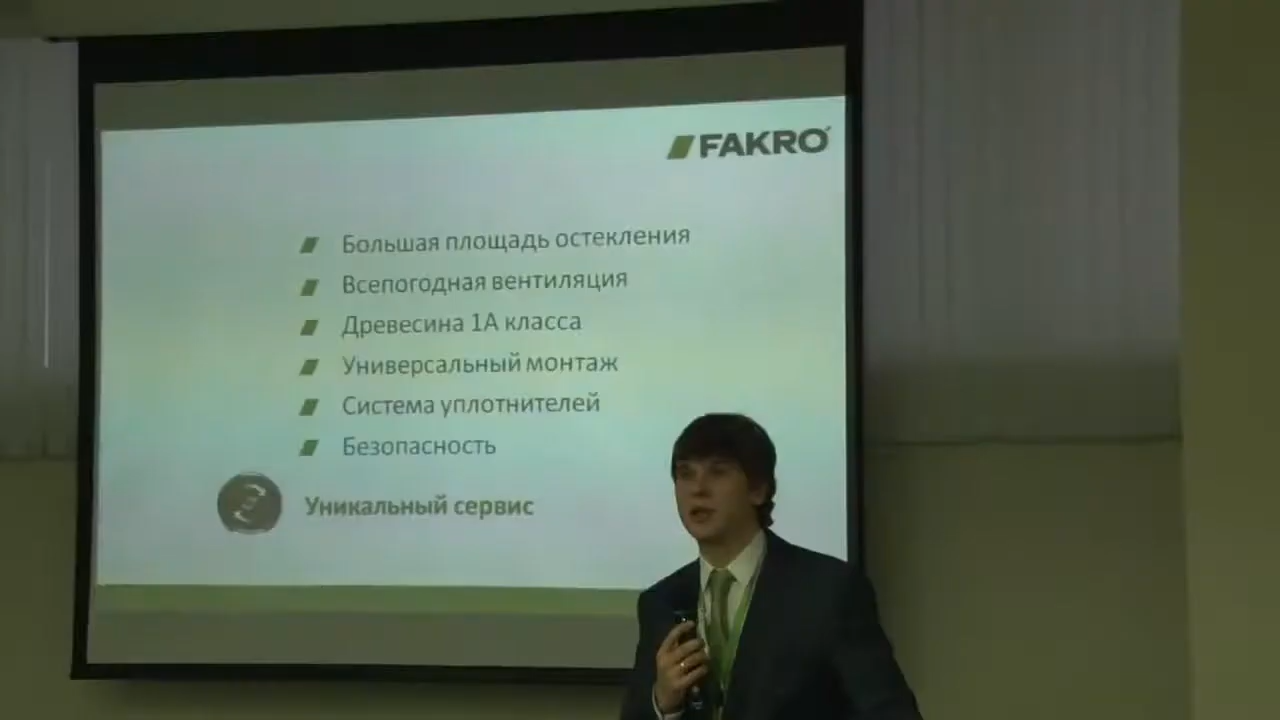 FAKRO
Большая площадь остекления
Всепогодная вентиляция
Древесина 1А класса
Универсальный монтаж
Система уплотнителей
Безопасность
Уникальный сервис